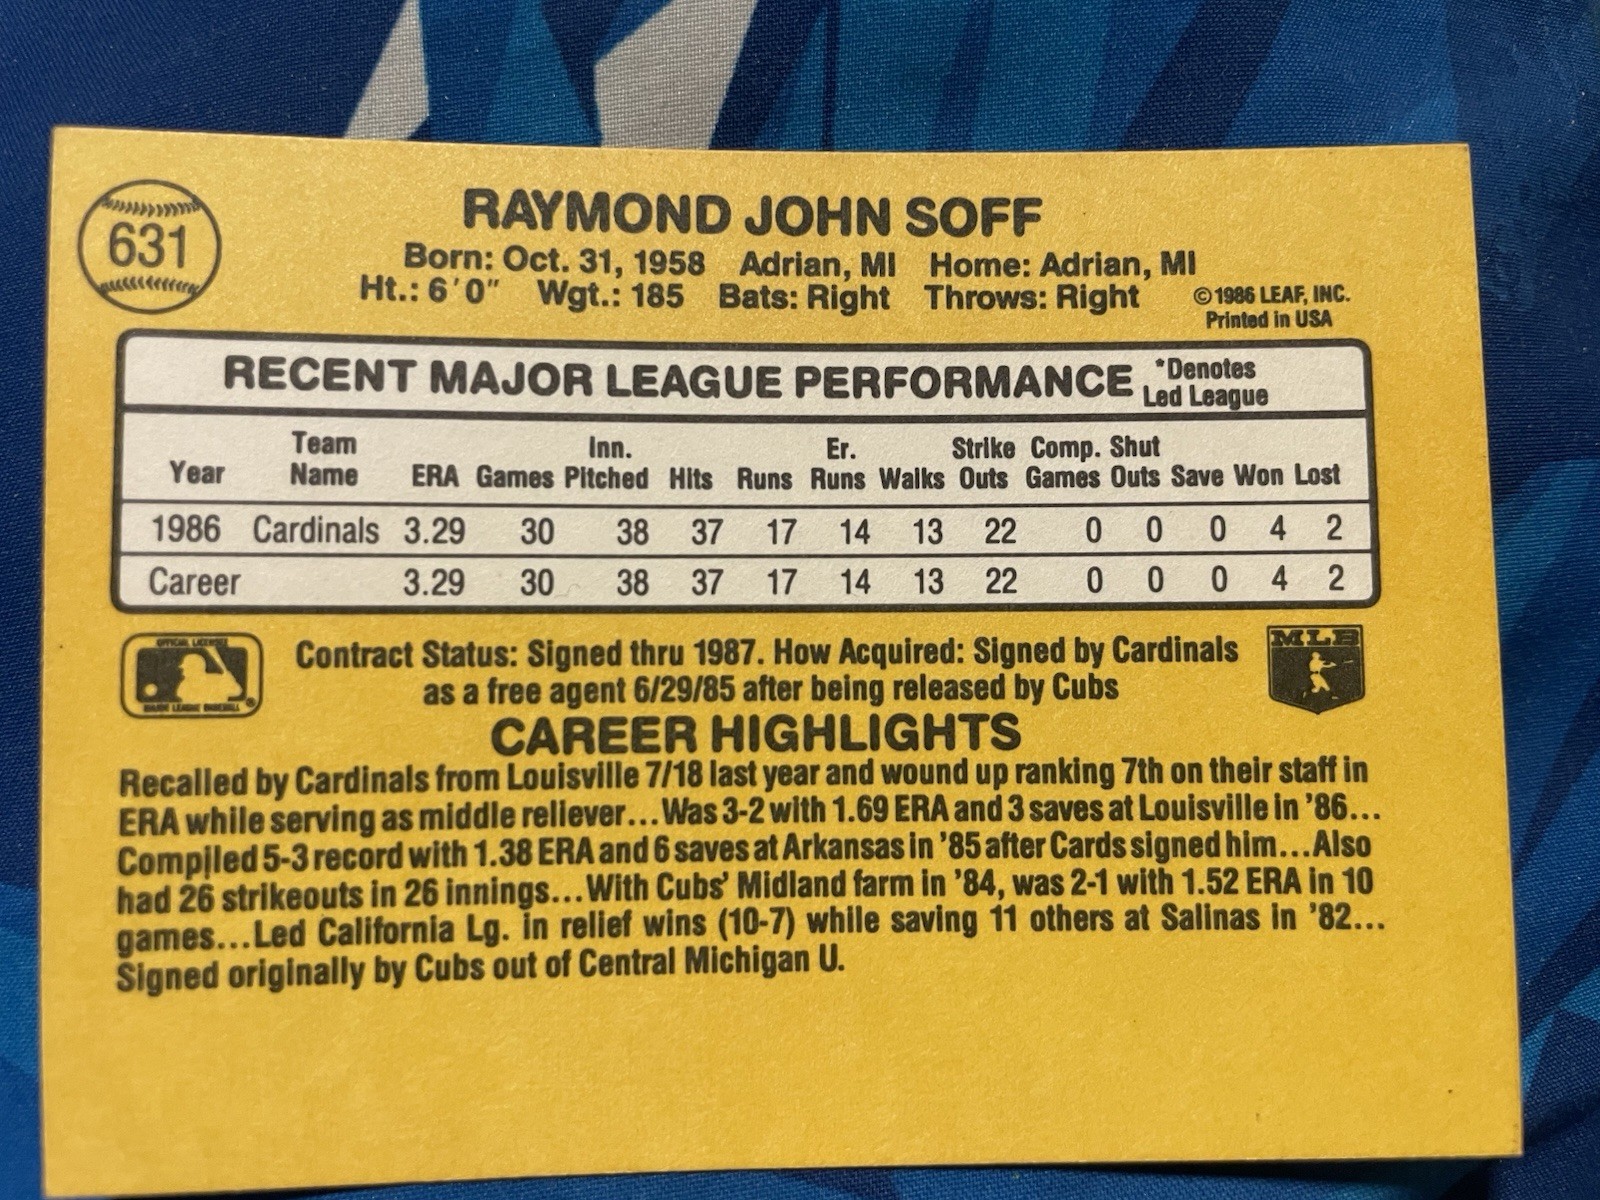 631
RAYMOND JOHN SOFF
Born: Oct. 31, 1958 Adrian, MI Home: Adrian, MI
Ht.: 6'0" Wgt.: 185 Bats: Right Throws: Right
©1986 LEAF, INC.
Printed in USA
RECENT MAJOR LEAGUE PERFORMANCE *Denotes Led League
Year Team Name ERA Games Inn. Pitched Hits Runs Er. Runs Walks Strike Outs Comp. Games Shut Outs Save Won Lost
1986 Cardinals 3.29 30 38 37 17 14 13 22 0 0 0 4 2
Career 3.29 30 38 37 17 14 13 22 0 0 0 4 2
OFFICIAL LICENSEE
MAJOR LEAGUE BASEBALL
Contract Status: Signed thru 1987. How Acquired: Signed by Cardinals
as a free agent 6/29/85 after being released by Cubs
MLB
CAREER HIGHLIGHTS
Recalled by Cardinals from Louisville 7/18 last year and wound up ranking 7th on their staff in
ERA while serving as middle reliever...Was 3-2 with 1.69 ERA and 3 saves at Louisville in '86...
Compiled 5-3 record with 1.38 ERA and 6 saves at Arkansas in '85 after Cards signed him...Also
had 26 strikeouts in 26 innings...With Cubs' Midland farm in '84, was 2-1 with 1.52 ERA in 10
games...Led California Lg. in relief wins (10-7) while saving 11 others at Salinas in '82...
Signed originally by Cubs out of Central Michigan U.